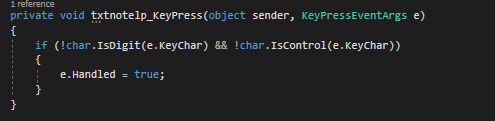 1 reference
private void txtnotelp_KeyPress(object sender, KeyPressEventArgs e)
{
if (!char.IsDigit(e.KeyChar) && !char.IsControl(e.KeyChar))
{
e.Handled = true;
}
}